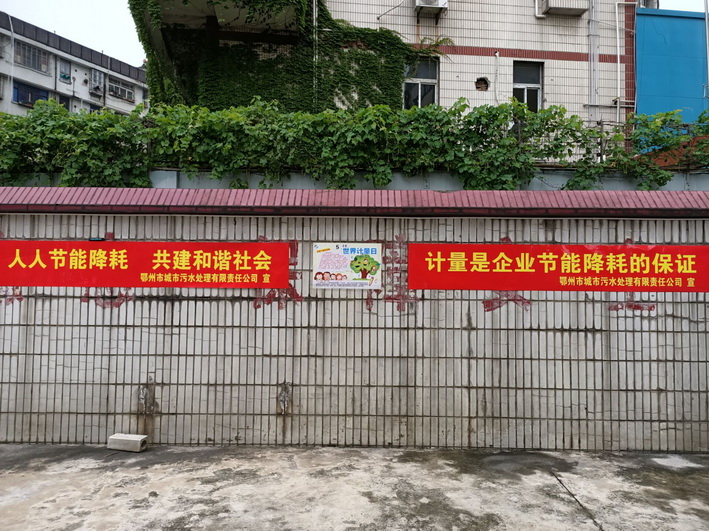 人人节能降耗 共建和谐社会
鄂州市城市污水处理有限责任公司 宣
世界计量日
计量是企业节能降耗的保证
鄂州市城市污水处理有限责任公司 宣